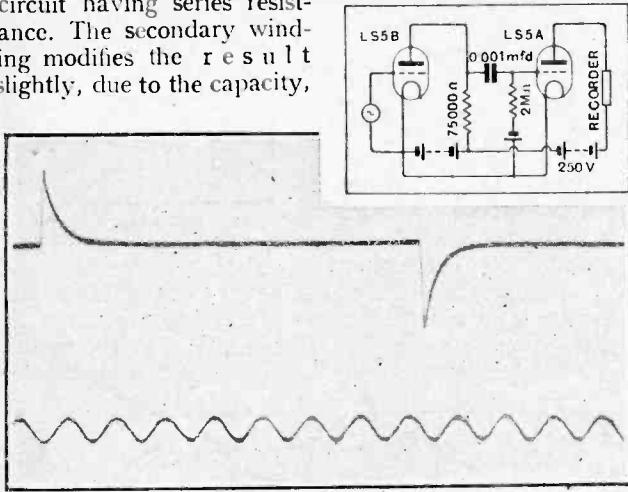 circuit having series resist-
ance. The secondary wind-
ing modifies the result
slightly, due to the capacity,
LS5B
LS5A
0.001mfd
75000Ω
2MΩ
RECORDER
250V